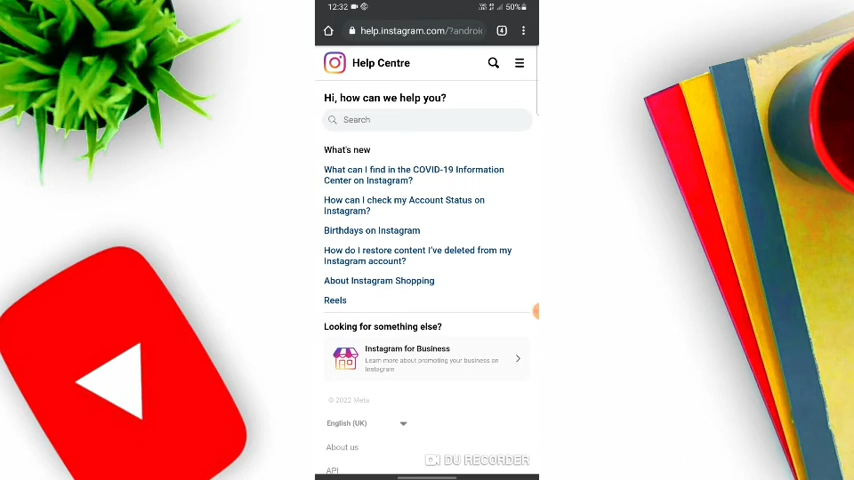 12:32
50%
help.instagram.com/?androi
4
Help Centre
Hi, how can we help you?
Search
What's new
What can I find in the COVID-19 Information
Center on Instagram?
How can I check my Account Status on
Instagram?
Birthdays on Instagram
How do I restore content I've deleted from my
Instagram account?
About Instagram Shopping
Reels
Looking for something else?
Instagram for Business
Learn more about promoting your business on
Instagram
© 2022 Meta
English (UK)
About us
DU RECORDER
API